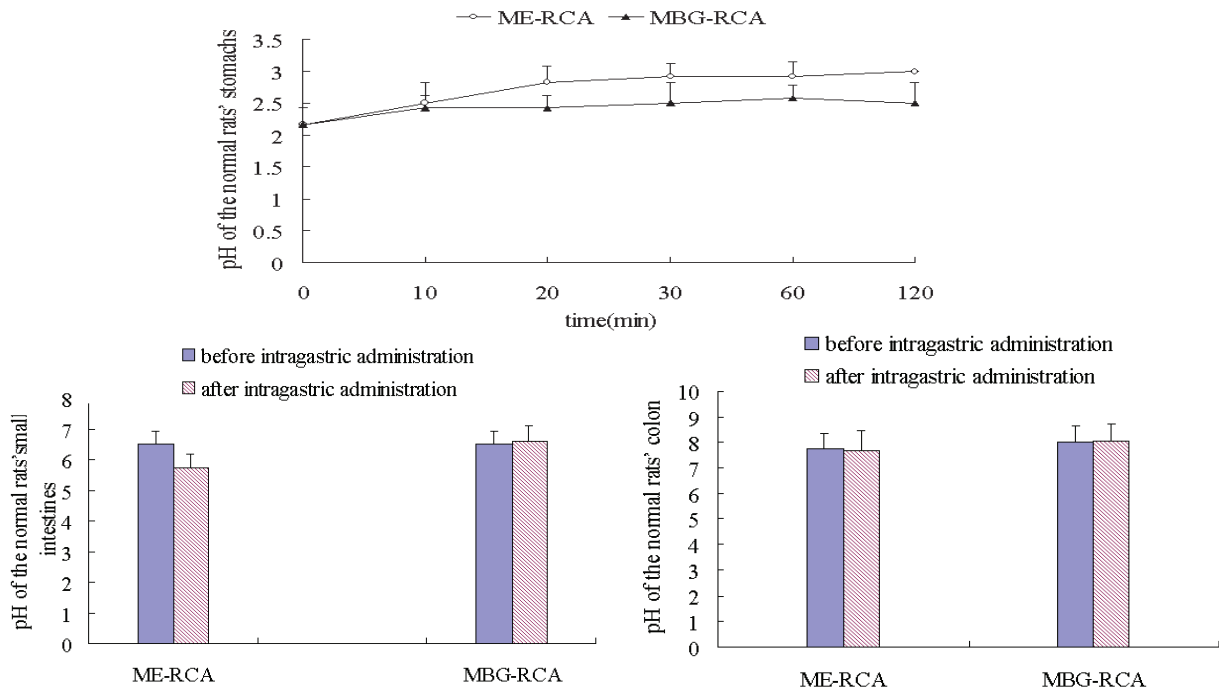 ME-RCA MBG-RCA
pH of the normal rats' stomachs
3.5
3
2.5
2
1.5
1
0.5
0
0 10 20 30 60 120
time(min)
before intragastric administration
after intragastric administration
pH of the normal rats'small
intestines
8
7
6
5
4
3
2
1
0
ME-RCA MBG-RCA
before intragastric administration
after intragastric administration
pH of the normal rats' colon
10
9
8
7
6
5
4
3
2
1
0
ME-RCA MBG-RCA